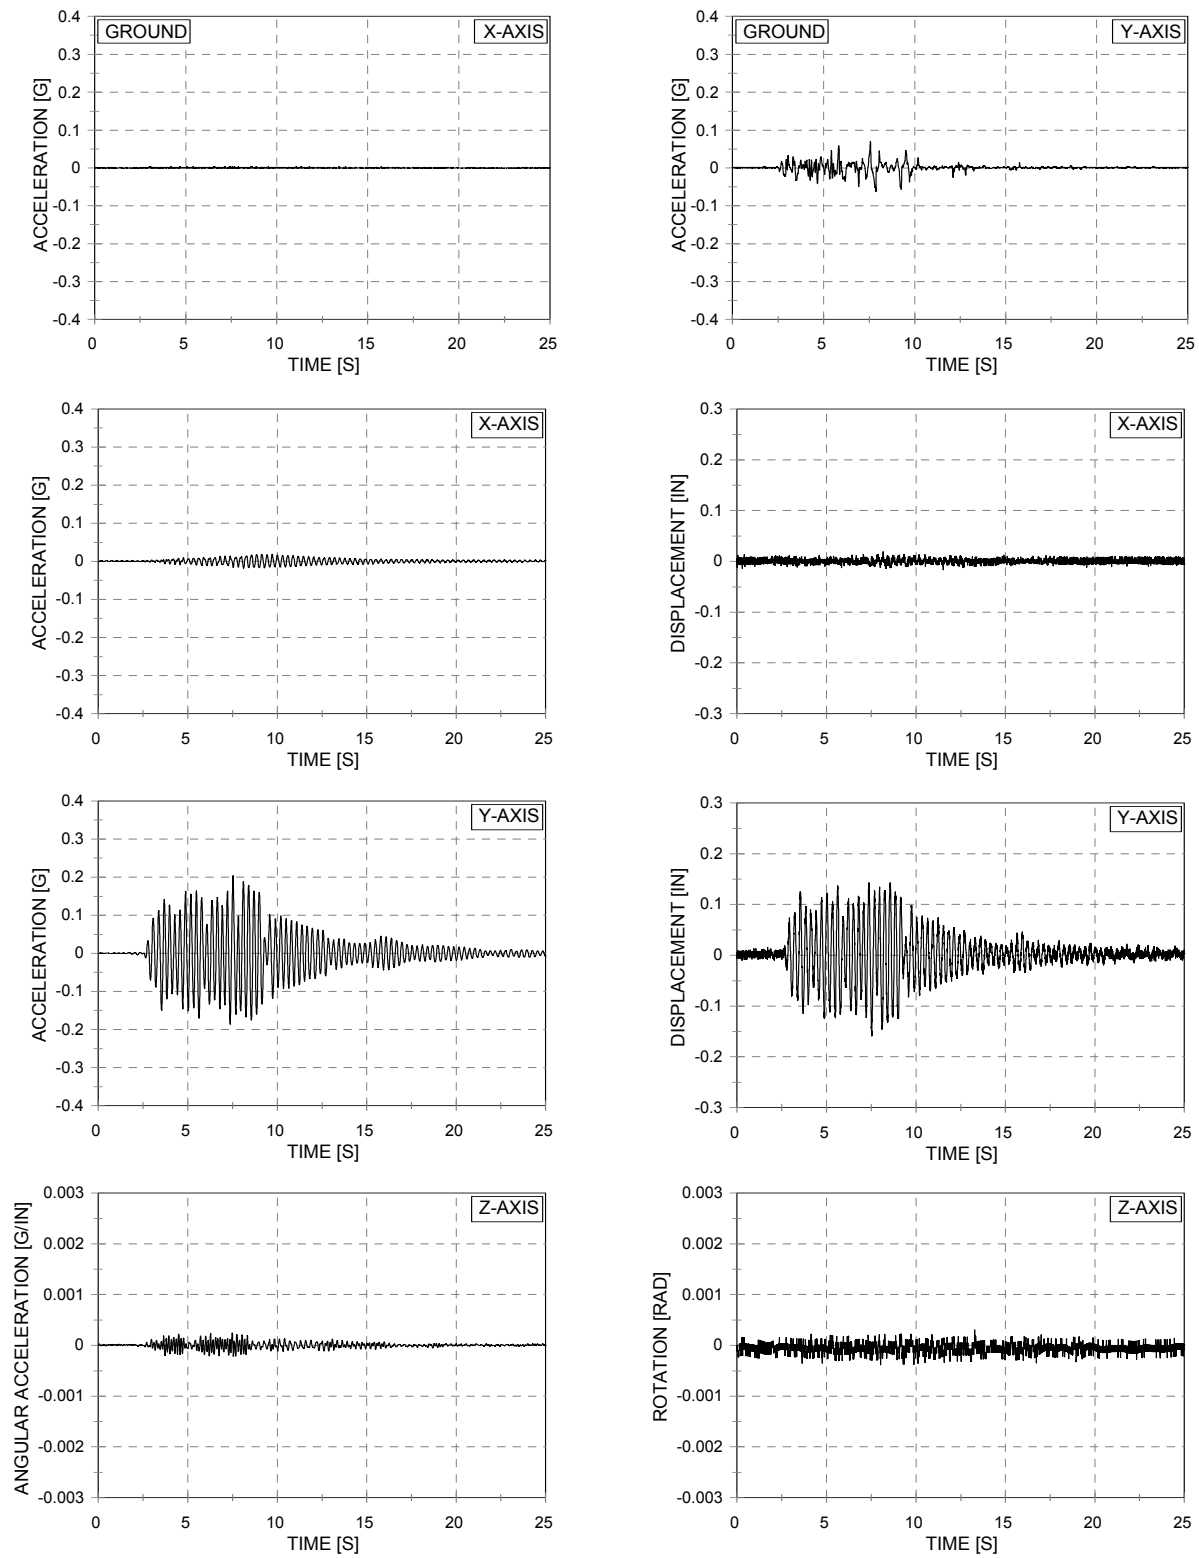 0.4
GROUND
X-AXIS
0.3
0.2
0.1
0
-0.1
-0.2
-0.3
-0.4
ACCELERATION [G]
0 5 10 15 20 25
TIME [S]
0.4
GROUND
Y-AXIS
0.3
0.2
0.1
0
-0.1
-0.2
-0.3
-0.4
ACCELERATION [G]
0 5 10 15 20 25
TIME [S]
0.4
X-AXIS
0.3
0.2
0.1
0
-0.1
-0.2
-0.3
-0.4
ACCELERATION [G]
0 5 10 15 20 25
TIME [S]
0.3
X-AXIS
0.2
0.1
0
-0.1
-0.2
-0.3
DISPLACEMENT [IN]
0 5 10 15 20 25
TIME [S]
0.4
Y-AXIS
0.3
0.2
0.1
0
-0.1
-0.2
-0.3
-0.4
ACCELERATION [G]
0 5 10 15 20 25
TIME [S]
0.3
Y-AXIS
0.2
0.1
0
-0.1
-0.2
-0.3
DISPLACEMENT [IN]
0 5 10 15 20 25
TIME [S]
0.003
Z-AXIS
0.002
0.001
0
-0.001
-0.002
-0.003
ANGULAR ACCELERATION [G/IN]
0 5 10 15 20 25
TIME [S]
0.003
Z-AXIS
0.002
0.001
0
-0.001
-0.002
-0.003
ROTATION [RAD]
0 5 10 15 20 25
TIME [S]